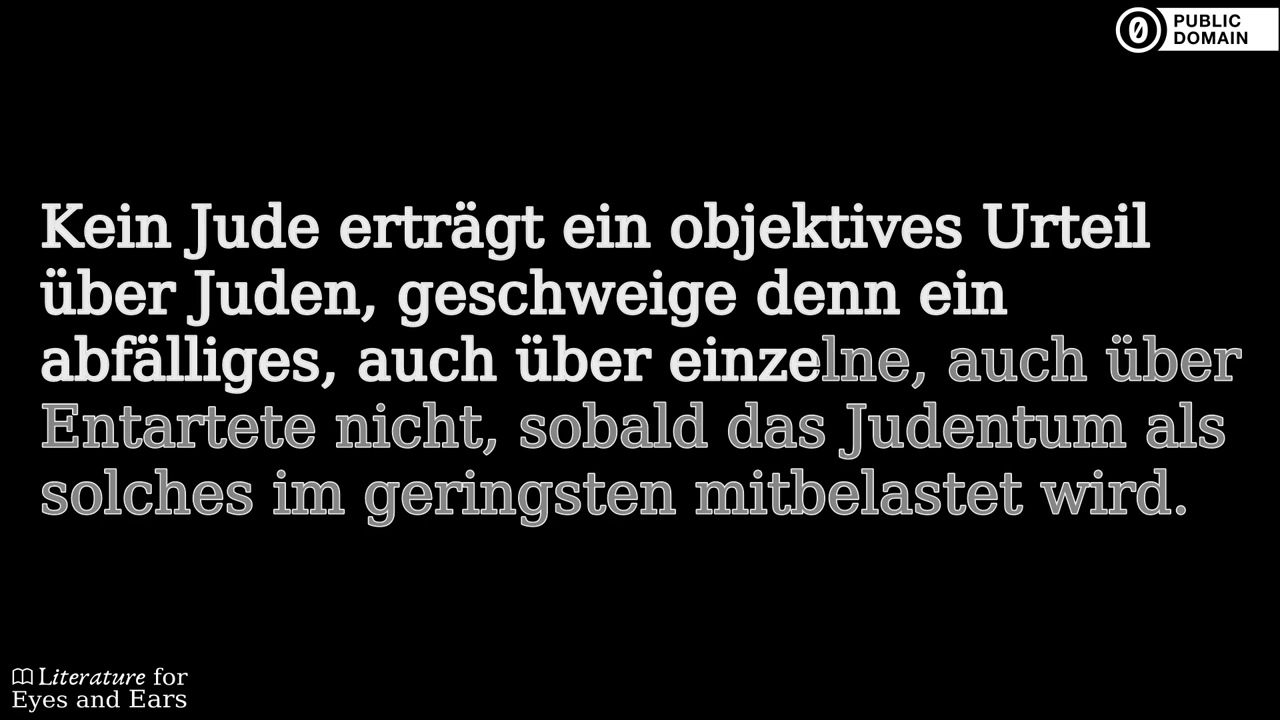 PUBLIC
DOMAIN
Kein Jude erträgt ein objektives Urteil
über Juden, geschweige denn ein
abfälliges, auch über einzelne, auch über
Entartete nicht, sobald das Judentum als
solches im geringsten mitbelastet wird.
Literature for
Eyes and Ears